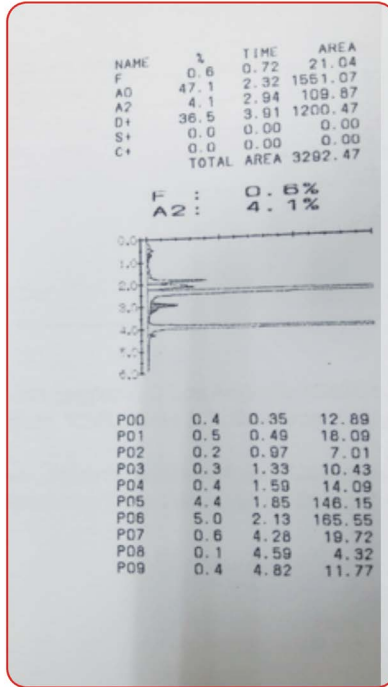 NAME % TIME AREA
F 0.6 0.72 21.04
A0 47.1 2.32 1551.07
A2 4.1 2.94 109.87
D+ 36.5 3.91 1200.47
S+ 0.0 0.00 0.00
C+ 0.0 0.00 0.00
TOTAL AREA 3292.47
F : 0.6%
A2: 4.1%
0.0
1.0
2.0
3.0
4.0
5.0
6.0
P00 0.4 0.35 12.89
P01 0.5 0.49 18.09
P02 0.2 0.97 7.01
P03 0.3 1.33 10.43
P04 0.4 1.59 14.09
P05 4.4 1.85 146.15
P06 5.0 2.13 165.55
P07 0.6 4.28 19.72
P08 0.1 4.59 4.32
P09 0.4 4.82 11.77